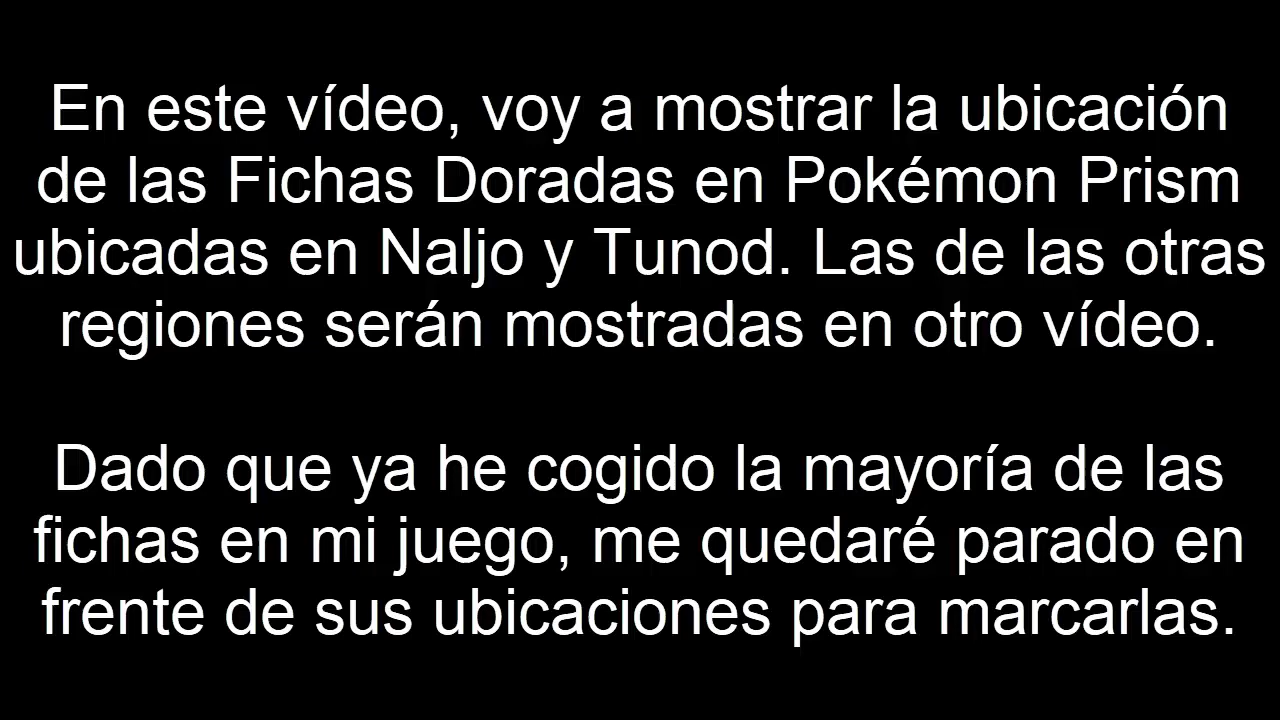 En este vídeo, voy a mostrar la ubicación
de las Fichas Doradas en Pokémon Prism
ubicadas en Naljo y Tunod. Las de las otras
regiones serán mostradas en otro vídeo.
Dado que ya he cogido la mayoría de las
fichas en mi juego, me quedaré parado en
frente de sus ubicaciones para marcarlas.